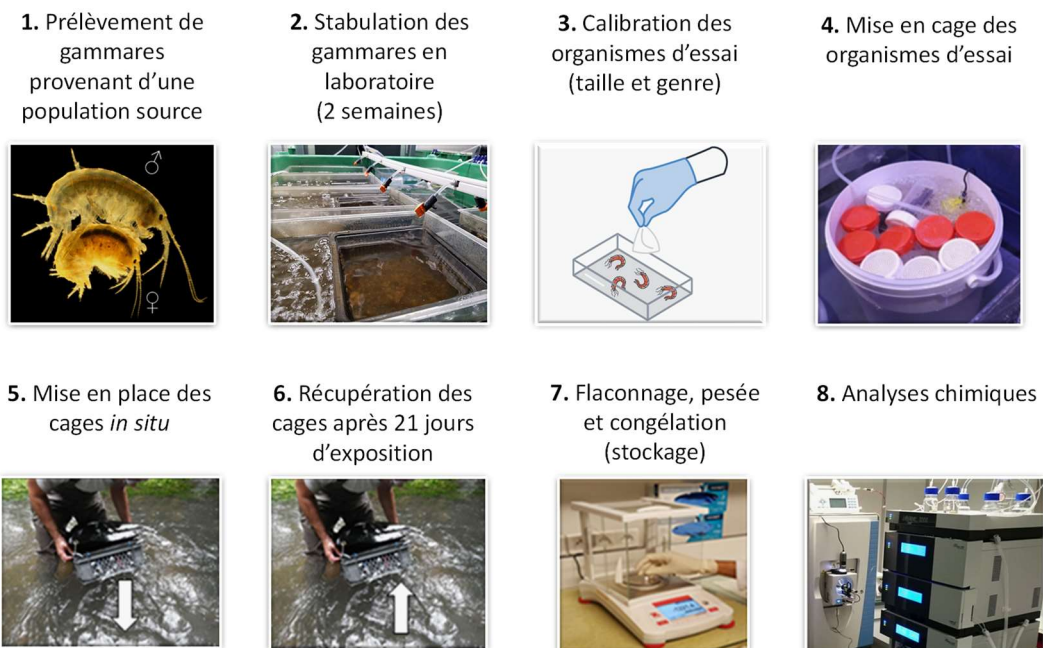 1. Prélèvement de
gammares
provenant d'une
population source
2. Stabulation des
gammares en
laboratoire
(2 semaines)
3. Calibration des
organismes d'essai
(taille et genre)
4. Mise en cage des
organismes d'essai
♂
♀
5. Mise en place des
cages in situ
6. Récupération des
cages après 21 jours
d'exposition
7. Flaconnage, pesée
et congélation
(stockage)
8. Analyses chimiques